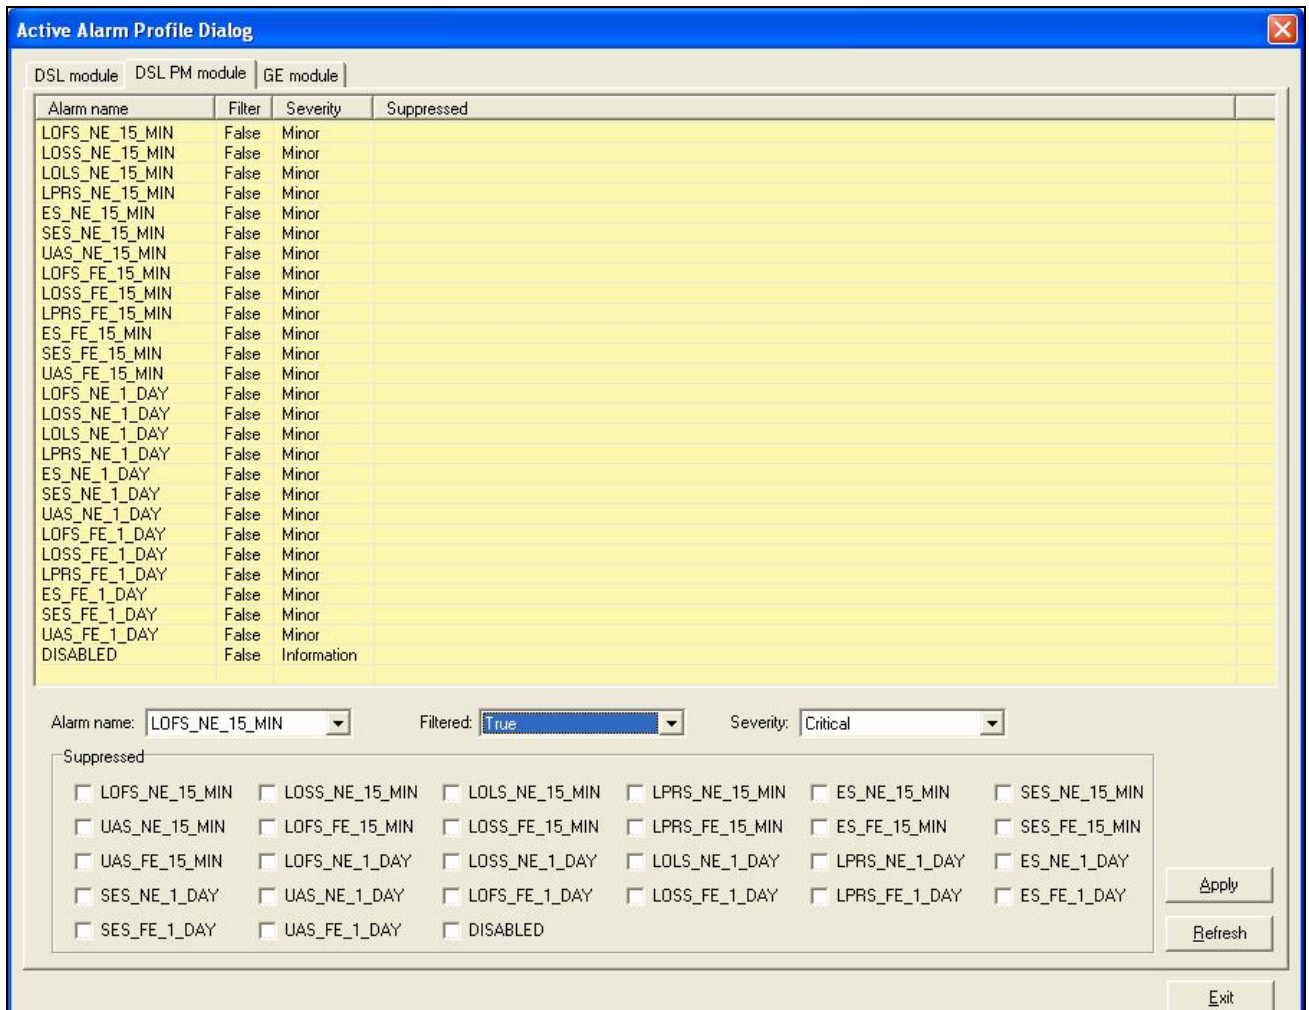 Active Alarm Profile Dialog
DSL module DSL PM module GE module
Alarm name Filter Severity Suppressed
LOFS_NE_15_MIN False Minor
LOSS_NE_15_MIN False Minor
LOLS_NE_15_MIN False Minor
LPRS_NE_15_MIN False Minor
ES_NE_15_MIN False Minor
SES_NE_15_MIN False Minor
UAS_NE_15_MIN False Minor
LOFS_FE_15_MIN False Minor
LOSS_FE_15_MIN False Minor
LPRS_FE_15_MIN False Minor
ES_FE_15_MIN False Minor
SES_FE_15_MIN False Minor
UAS_FE_15_MIN False Minor
LOFS_NE_1_DAY False Minor
LOSS_NE_1_DAY False Minor
LOLS_NE_1_DAY False Minor
LPRS_NE_1_DAY False Minor
ES_NE_1_DAY False Minor
SES_NE_1_DAY False Minor
UAS_NE_1_DAY False Minor
LOFS_FE_1_DAY False Minor
LOSS_FE_1_DAY False Minor
LPRS_FE_1_DAY False Minor
ES_FE_1_DAY False Minor
SES_FE_1_DAY False Minor
UAS_FE_1_DAY False Minor
DISABLED False Information
Alarm name: LOFS_NE_15_MIN Filtered: True Severity: Critical
Suppressed
LOFS_NE_15_MIN LOSS_NE_15_MIN LOLS_NE_15_MIN LPRS_NE_15_MIN ES_NE_15_MIN SES_NE_15_MIN
UAS_NE_15_MIN LOFS_FE_15_MIN LOSS_FE_15_MIN LPRS_FE_15_MIN ES_FE_15_MIN SES_FE_15_MIN
UAS_FE_15_MIN LOFS_NE_1_DAY LOSS_NE_1_DAY LOLS_NE_1_DAY LPRS_NE_1_DAY ES_NE_1_DAY
SES_NE_1_DAY UAS_NE_1_DAY LOFS_FE_1_DAY LOSS_FE_1_DAY LPRS_FE_1_DAY ES_FE_1_DAY
SES_FE_1_DAY UAS_FE_1_DAY DISABLED
Apply
Refresh
Exit